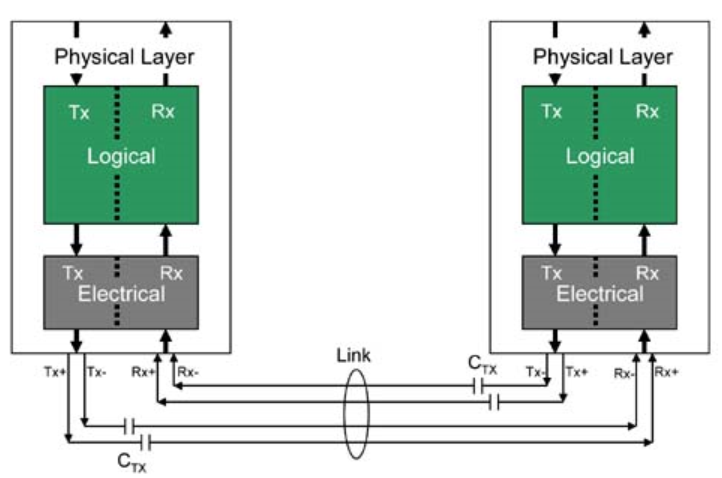 Physical Layer
Physical Layer
Tx
Rx
Tx
Rx
Logical
Logical
Tx
Rx
Tx
Rx
Electrical
Electrical
Tx+
Tx-
Rx+
Rx-
Link
CTX
Tx-
Tx+
Rx-
Rx+
CTX